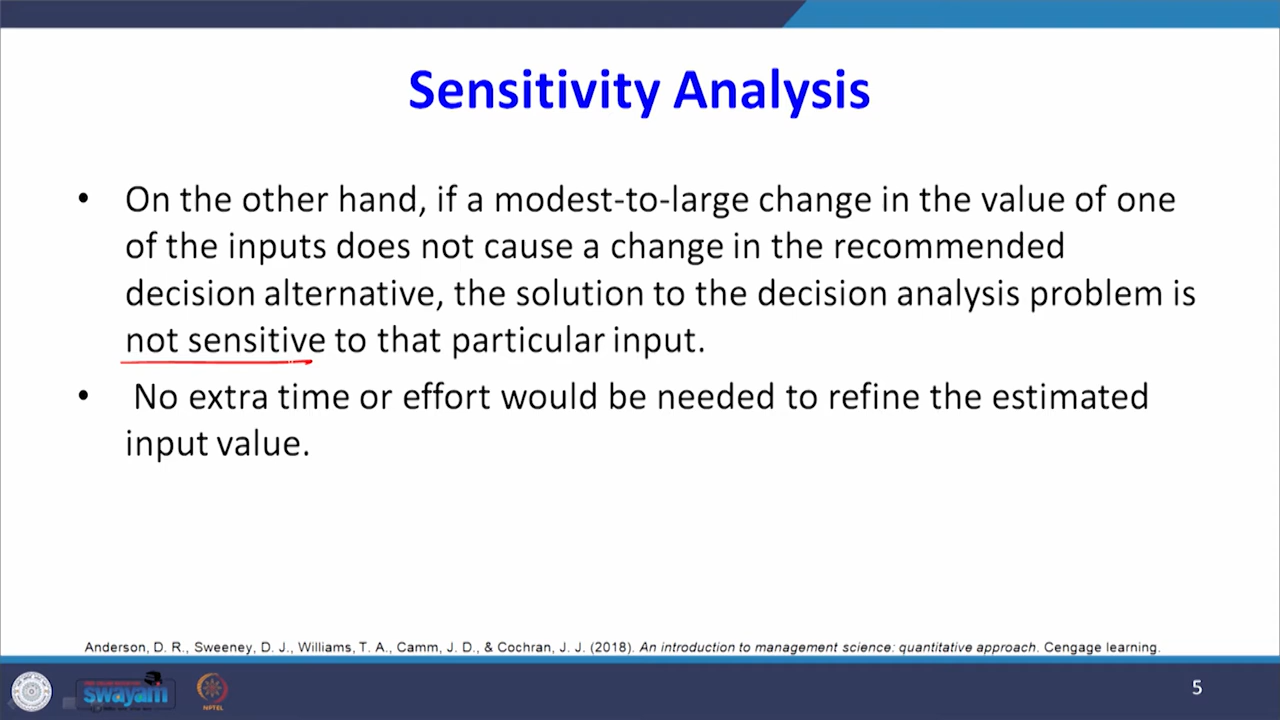 Sensitivity Analysis
• On the other hand, if a modest-to-large change in the value of one
of the inputs does not cause a change in the recommended
decision alternative, the solution to the decision analysis problem is
not sensitive to that particular input.
• No extra time or effort would be needed to refine the estimated
input value.
Anderson, D. R., Sweeney, D. J., Williams, T. A., Camm, J. D., & Cochran, J. J. (2018). An introduction to management science: quantitative approach. Cengage learning.
swayam
NPTEL
5